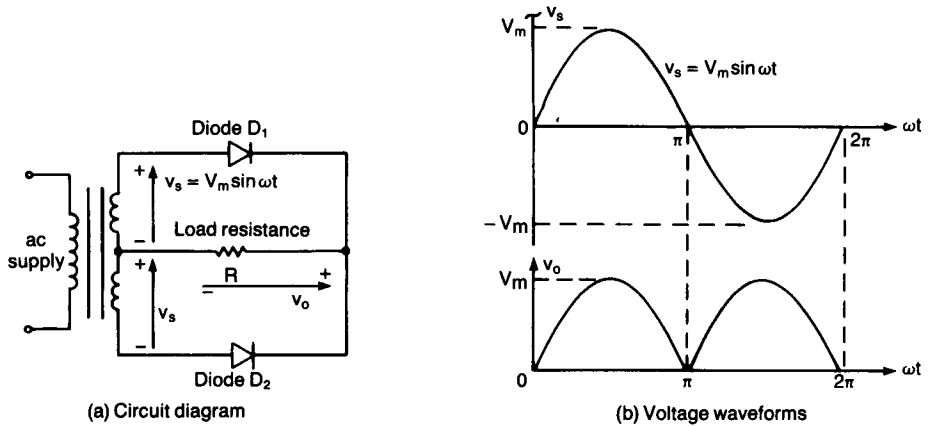 Diode D₁
+
vₛ = Vₘ sin ωt
−
Load resistance
ac
supply
+
R
−
+
vₒ
vₛ
−
Diode D₂
(a) Circuit diagram
vₛ
Vₘ
vₛ = Vₘ sin ωt
0
π
2π
ωt
−Vₘ
vₒ
Vₘ
0
π
2π
ωt
(b) Voltage waveforms